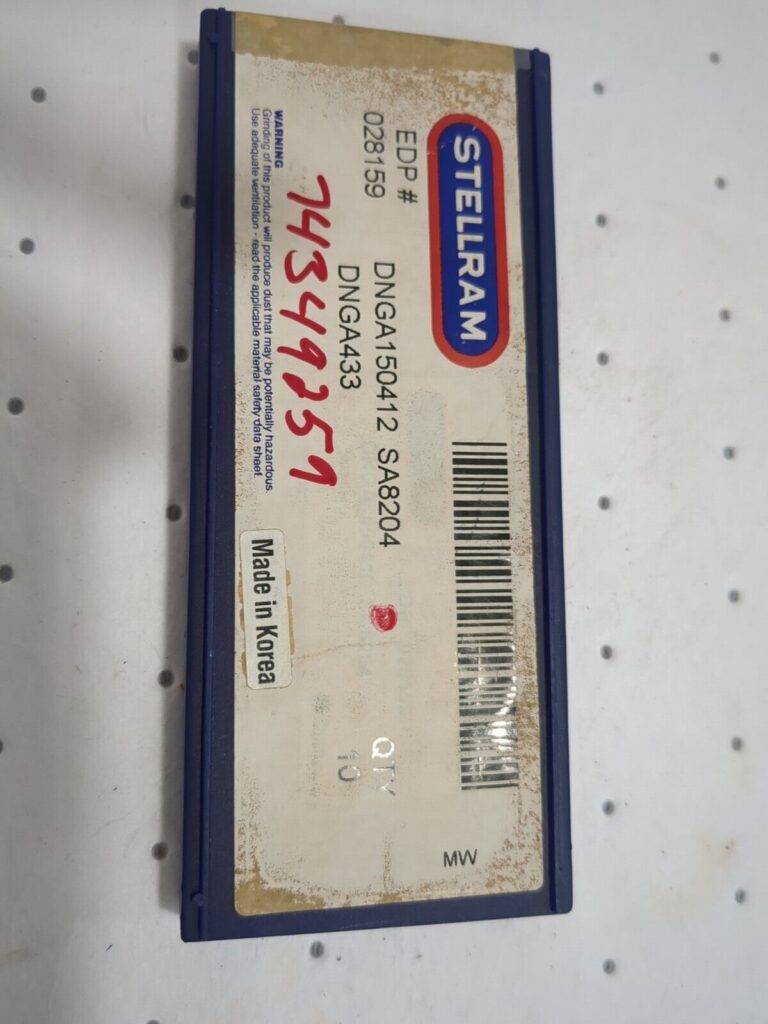 STELLRAM
EDP #
028159
DNGA150412 SA8204
DNGA433
QTY
10
MW
74349259
WARNING
Grinding of this product will produce dust that may be potentially hazardous.
Use adequate ventilation - read the applicable material safety data sheet.
Made in Korea